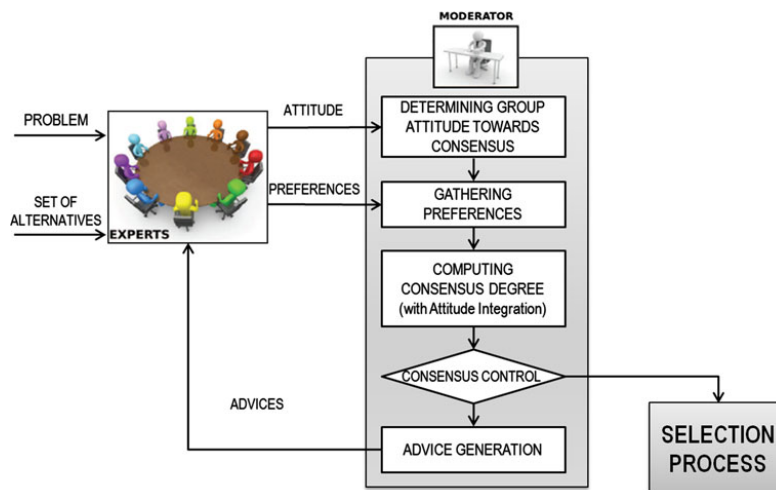 MODERATOR
PROBLEM
SET OF
ALTERNATIVES
EXPERTS
ATTITUDE
PREFERENCES
DETERMINING GROUP
ATTITUDE TOWARDS
CONSENSUS
GATHERING
PREFERENCES
COMPUTING
CONSENSUS DEGREE
(with Attitude Integration)
CONSENSUS CONTROL
ADVICES
ADVICE GENERATION
SELECTION
PROCESS